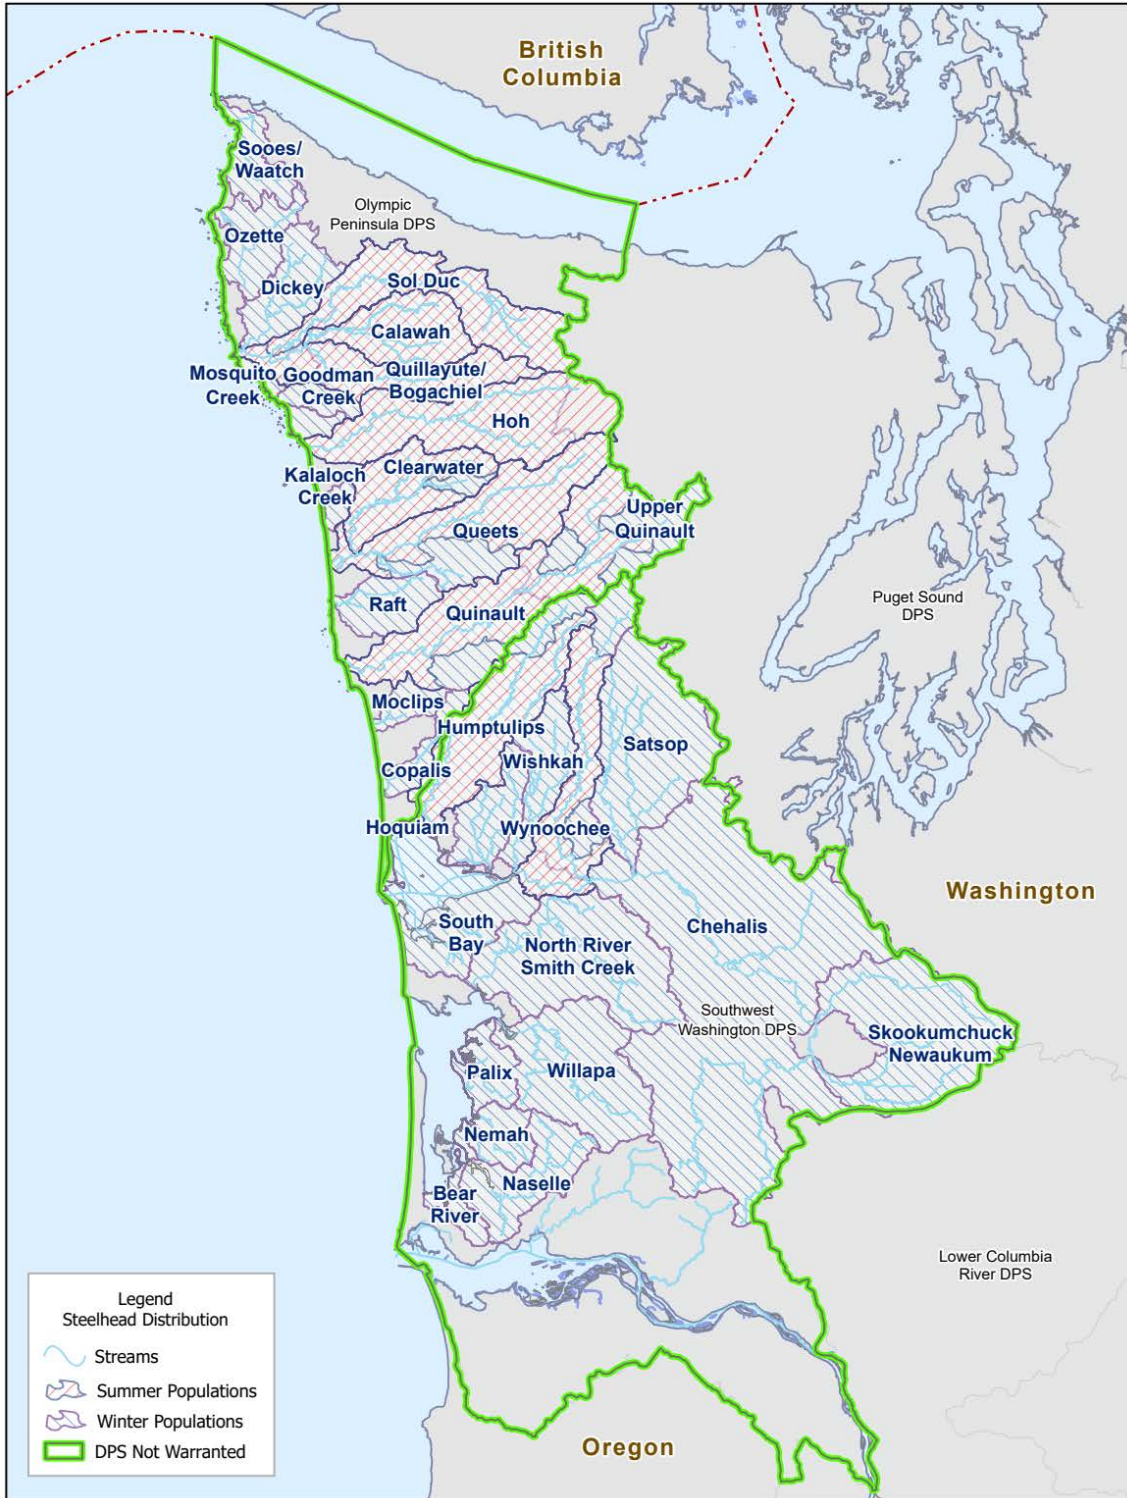 British
Columbia
Sooes/
Waatch
Olympic
Peninsula DPS
Ozette
Dickey
Sol Duc
Calawah
Mosquito
Creek
Goodman
Creek
Quillayute/
Bogachiel
Hoh
Clearwater
Kalaloch
Creek
Upper
Quinault
Queets
Raft
Quinault
Puget Sound
DPS
Moclips
Humptulips
Satsop
Copalis
Wishkah
Hoquiam
Wynoochee
Washington
South
Bay
North River
Smith Creek
Chehalis
Southwest
Washington DPS
Skookumchuck
Newaukum
Palix
Willapa
Nemah
Naselle
Bear
River
Lower Columbia
River DPS
Legend
Steelhead Distribution
Streams
Summer Populations
Winter Populations
DPS Not Warranted
Oregon